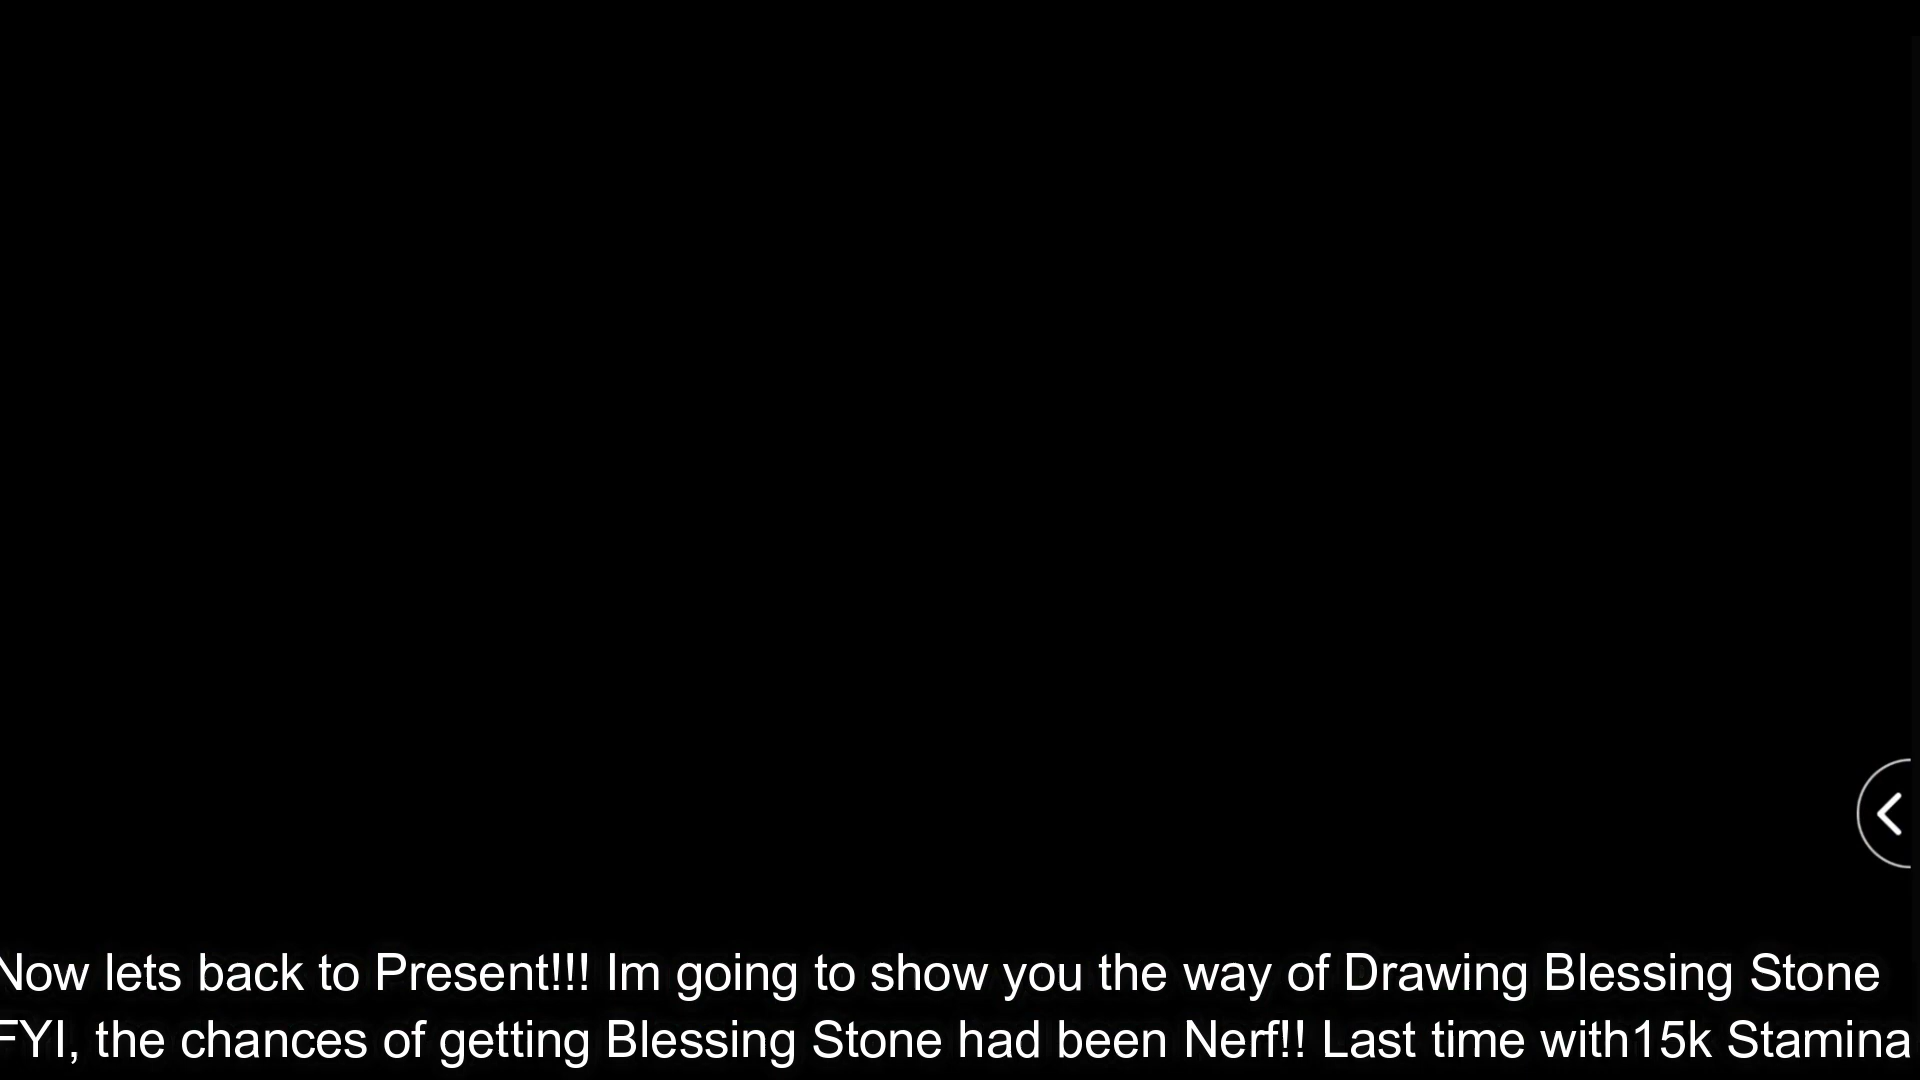 Now lets back to Present!!! Im going to show you the way of Drawing Blessing Stone
FYI, the chances of getting Blessing Stone had been Nerf!! Last time with15k Stamina